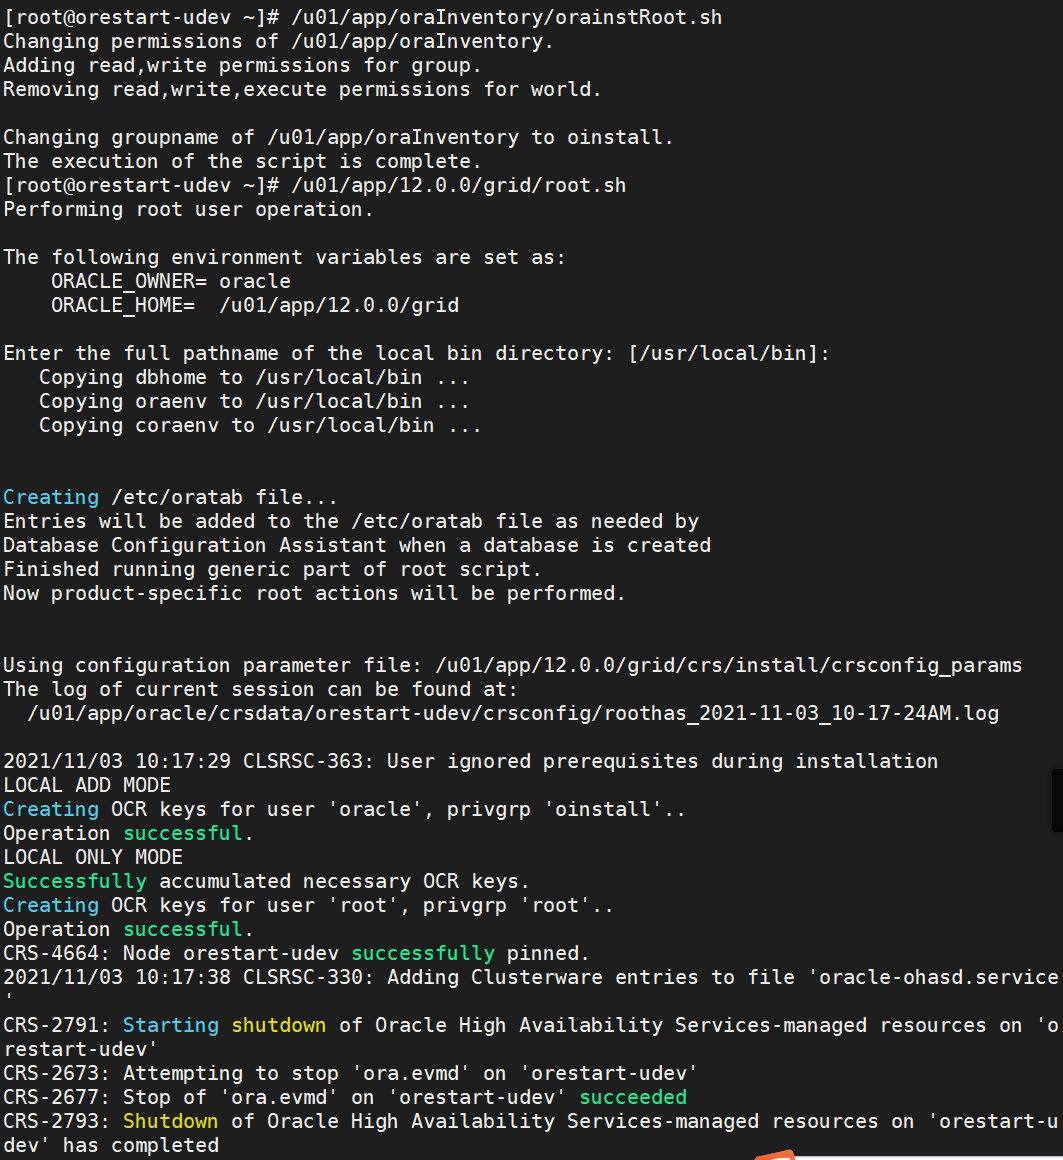 [root@orestart-udev ~]# /u01/app/oraInventory/orainstRoot.sh
Changing permissions of /u01/app/oraInventory.
Adding read,write permissions for group.
Removing read,write,execute permissions for world.

Changing groupname of /u01/app/oraInventory to oinstall.
The execution of the script is complete.
[root@orestart-udev ~]# /u01/app/12.0.0/grid/root.sh
Performing root user operation.

The following environment variables are set as:
    ORACLE_OWNER= oracle
    ORACLE_HOME=  /u01/app/12.0.0/grid

Enter the full pathname of the local bin directory: [/usr/local/bin]:
   Copying dbhome to /usr/local/bin ...
   Copying oraenv to /usr/local/bin ...
   Copying coraenv to /usr/local/bin ...


Creating /etc/oratab file...
Entries will be added to the /etc/oratab file as needed by
Database Configuration Assistant when a database is created
Finished running generic part of root script.
Now product-specific root actions will be performed.


Using configuration parameter file: /u01/app/12.0.0/grid/crs/install/crsconfig_params
The log of current session can be found at:
  /u01/app/oracle/crsdata/orestart-udev/crsconfig/roothas_2021-11-03_10-17-24AM.log

2021/11/03 10:17:29 CLSRSC-363: User ignored prerequisites during installation
LOCAL ADD MODE
Creating OCR keys for user 'oracle', privgrp 'oinstall'..
Operation successful.
LOCAL ONLY MODE
Successfully accumulated necessary OCR keys.
Creating OCR keys for user 'root', privgrp 'root'..
Operation successful.
CRS-4664: Node orestart-udev successfully pinned.
2021/11/03 10:17:38 CLSRSC-330: Adding Clusterware entries to file 'oracle-ohasd.service
'
CRS-2791: Starting shutdown of Oracle High Availability Services-managed resources on 'o
restart-udev'
CRS-2673: Attempting to stop 'ora.evmd' on 'orestart-udev'
CRS-2677: Stop of 'ora.evmd' on 'orestart-udev' succeeded
CRS-2793: Shutdown of Oracle High Availability Services-managed resources on 'orestart-u
dev' has completed